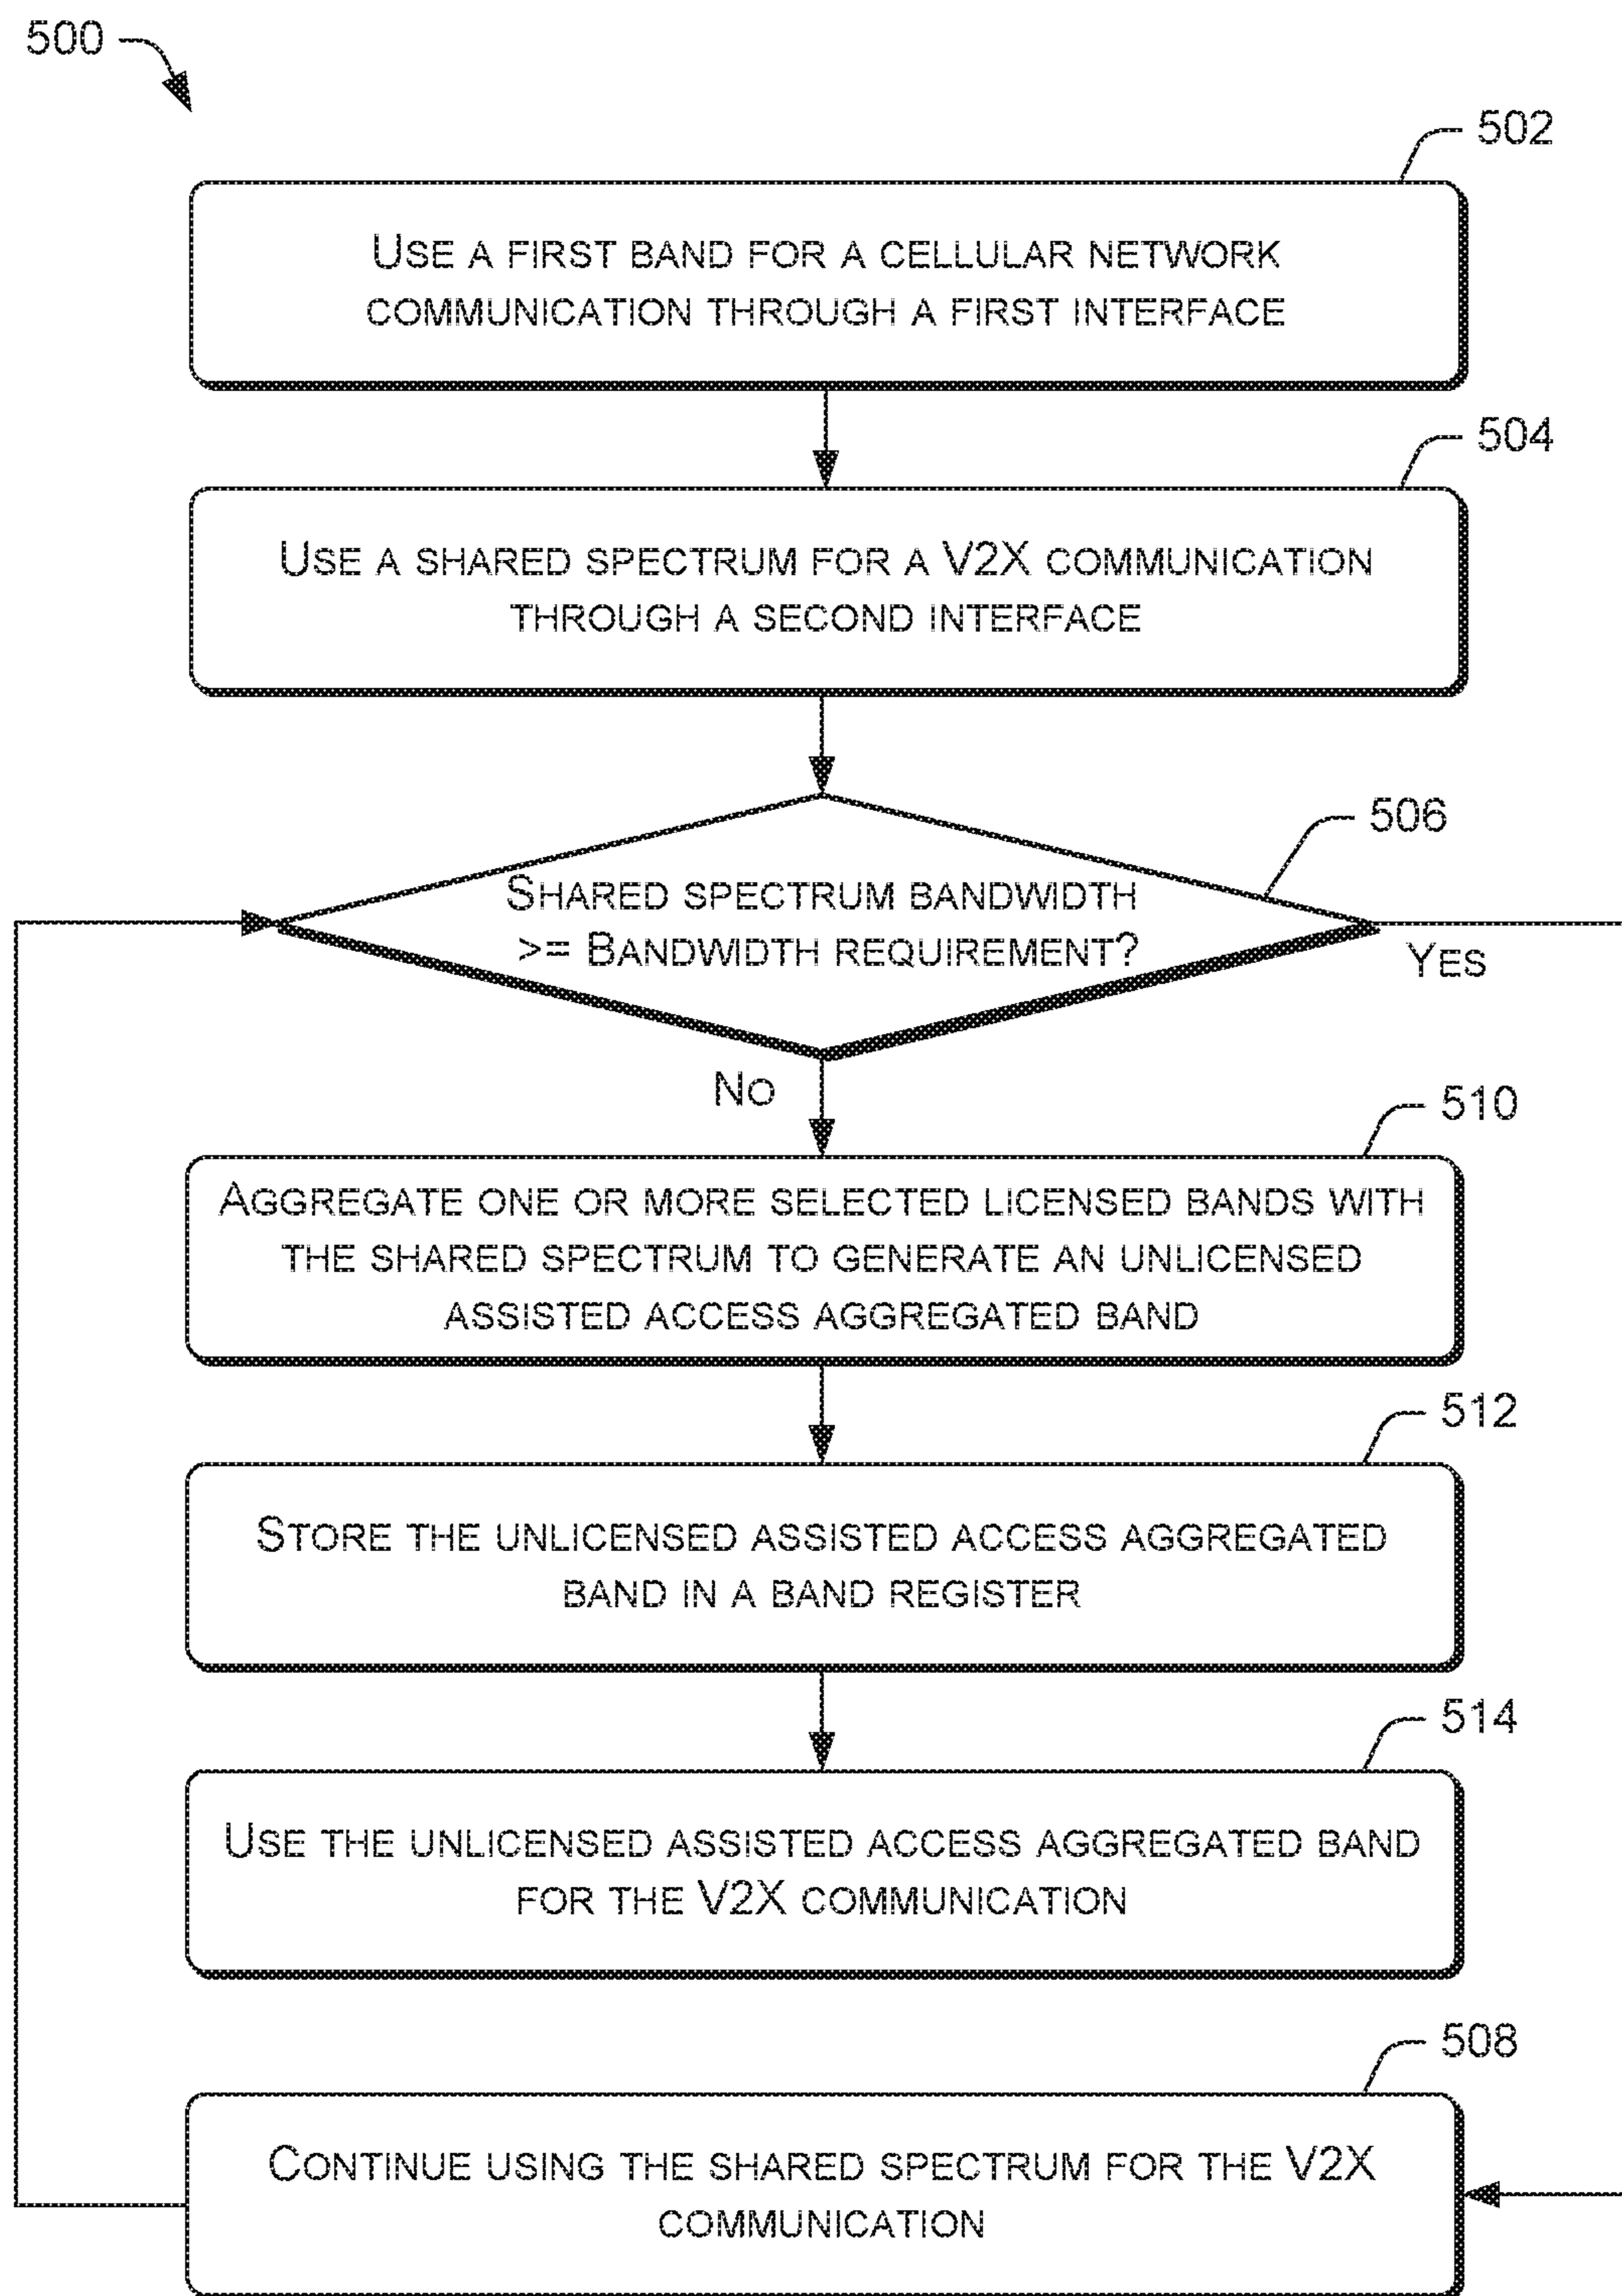 500
502
USE A FIRST BAND FOR A CELLULAR NETWORK
COMMUNICATION THROUGH A FIRST INTERFACE
504
USE A SHARED SPECTRUM FOR A V2X COMMUNICATION
THROUGH A SECOND INTERFACE
506
SHARED SPECTRUM BANDWIDTH
>= BANDWIDTH REQUIREMENT?
YES
NO
510
AGGREGATE ONE OR MORE SELECTED LICENSED BANDS WITH
THE SHARED SPECTRUM TO GENERATE AN UNLICENSED
ASSISTED ACCESS AGGREGATED BAND
512
STORE THE UNLICENSED ASSISTED ACCESS AGGREGATED
BAND IN A BAND REGISTER
514
USE THE UNLICENSED ASSISTED ACCESS AGGREGATED BAND
FOR THE V2X COMMUNICATION
508
CONTINUE USING THE SHARED SPECTRUM FOR THE V2X
COMMUNICATION